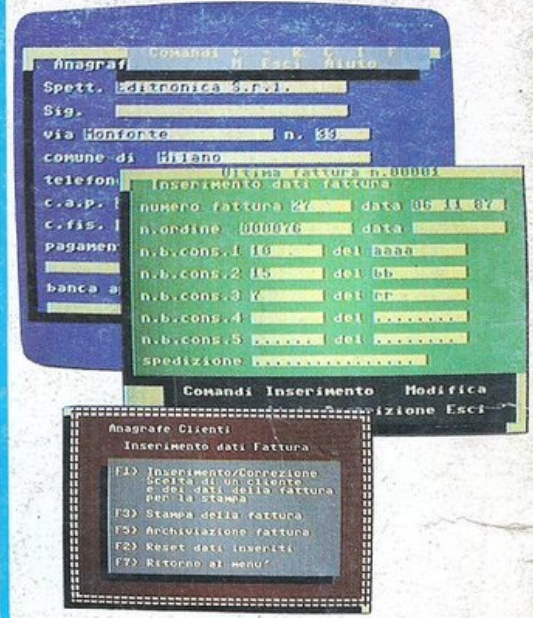 Comandi + - R C I F
Anagraf M Esci Aiuto
Spett. Editronica S.r.l.
Sig.
via Monforte n. 33
comune di Milano
telefon
c.a.p.
c.fis.
pagamen
banca a
Ultima fattura n.00001
Inserimento dati fattura
numero fattura 27 data 06 11 87
n.ordine 000076 data
n.b.cons.1 10 . del aaaa
n.b.cons.2 15 del bb
n.b.cons.3 7 del rr
n.b.cons.4 ...... del ........
n.b.cons.5 ...... del ........
spedizione ..................
Comandi Inserimento Modifica
Esci
Anagrafe Clienti
Inserimento dati Fattura
F1> Inserimento/Correzione
Scelta di un cliente
e dei dati della fattura
per la stampa
F3> Stampa della fattura
F5> Archiviazione fattura
F2> Reset dati inseriti
F7> Ritorno al menu'